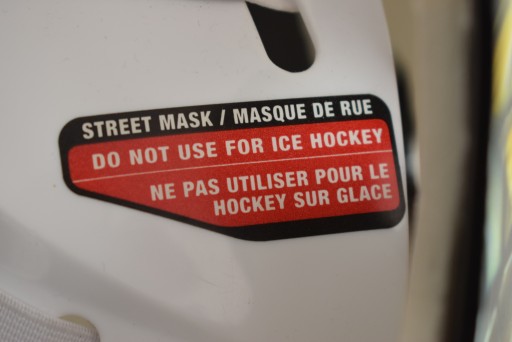 STREET MASK / MASQUE DE RUE
DO NOT USE FOR ICE HOCKEY
NE PAS UTILISER POUR LE
HOCKEY SUR GLACE